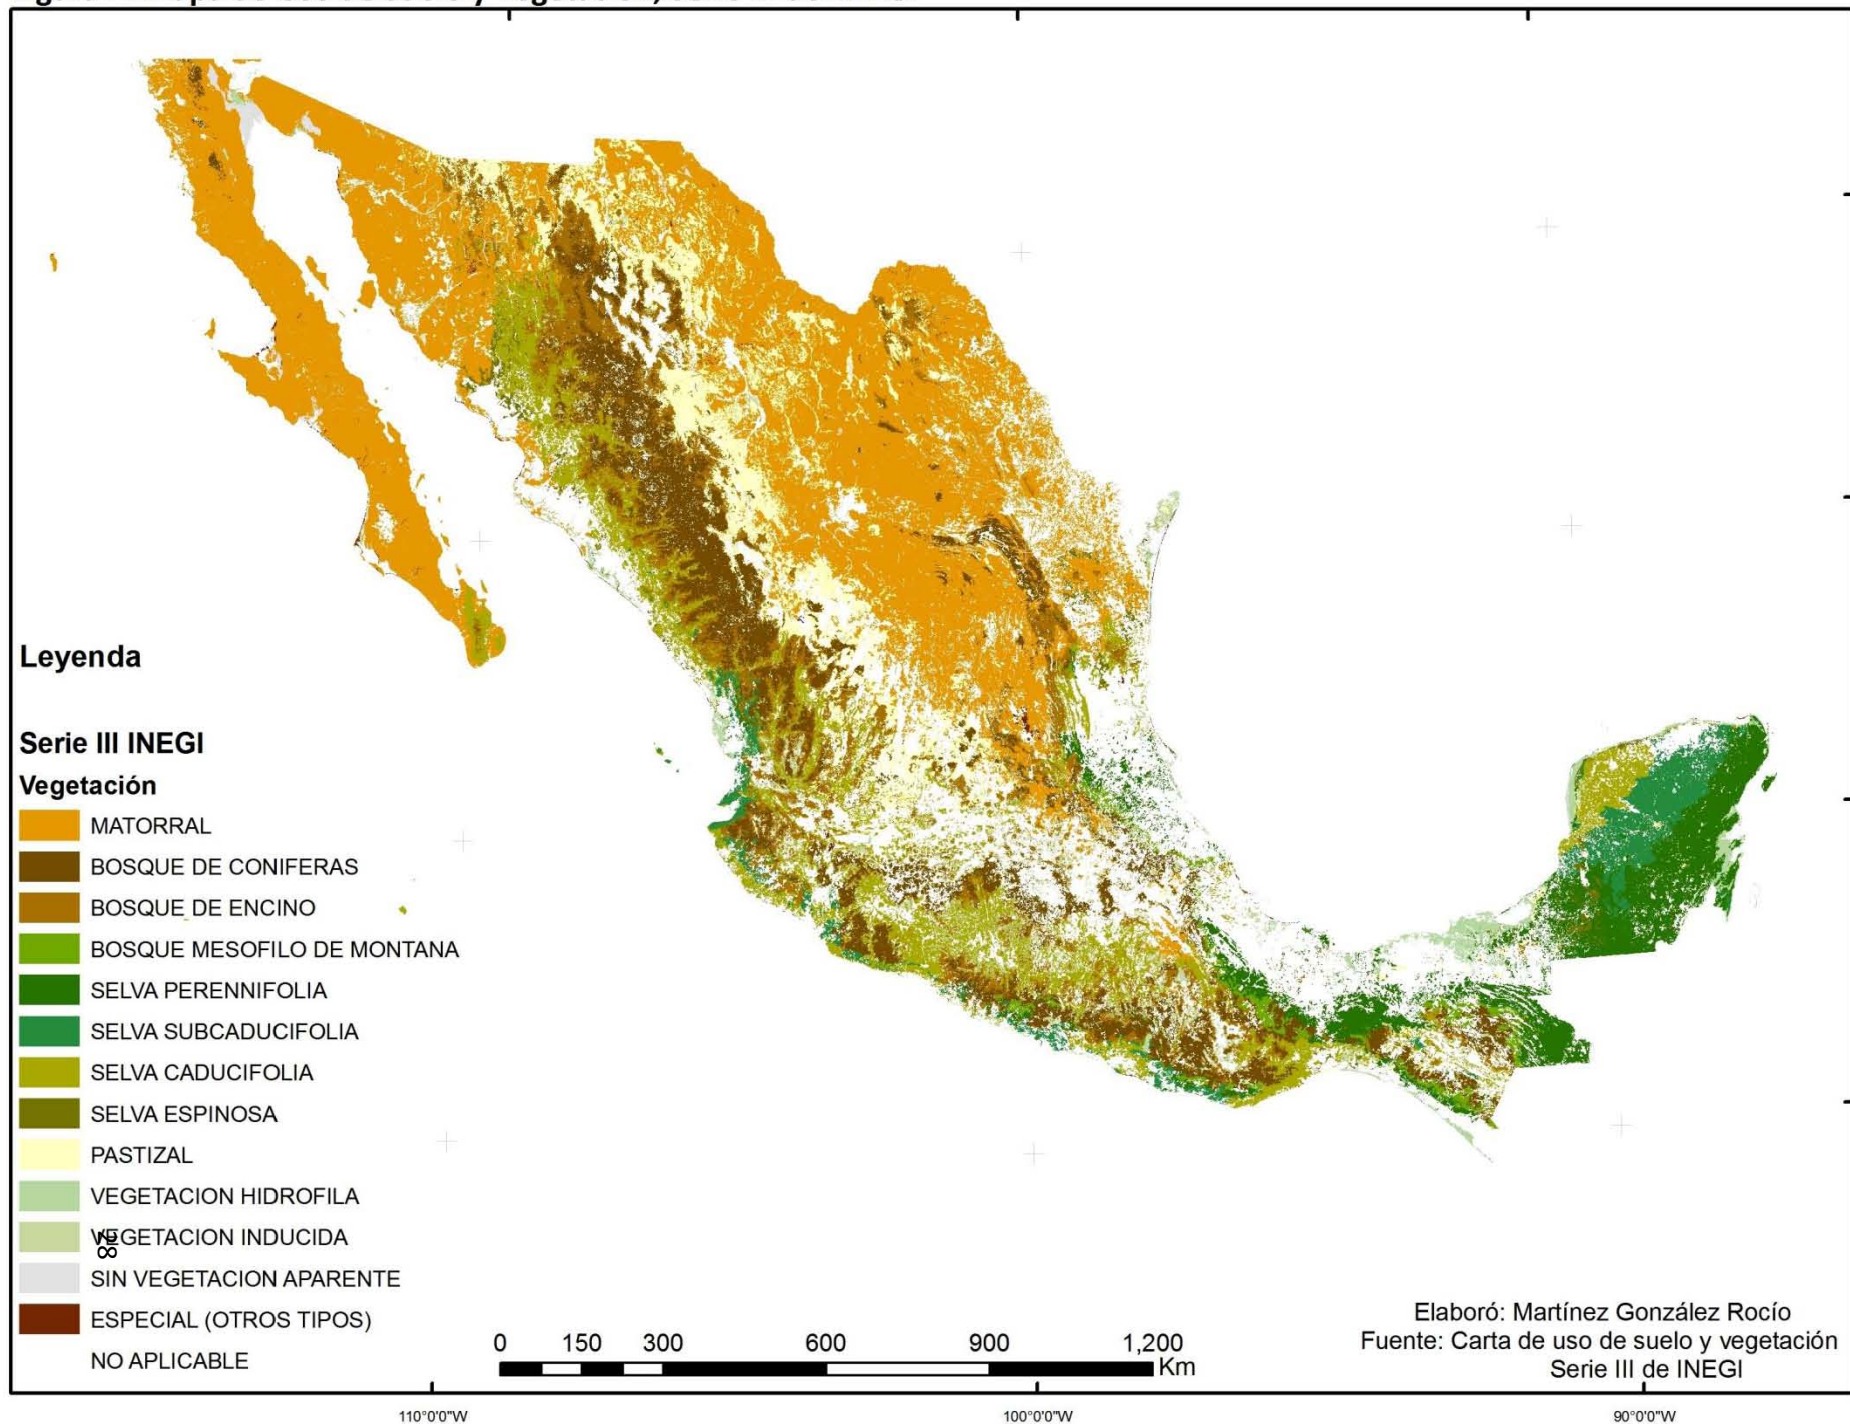 Leyenda
Serie III INEGI
Vegetación
MATORRAL
BOSQUE DE CONIFERAS
BOSQUE DE ENCINO
BOSQUE MESOFILO DE MONTANA
SELVA PERENNIFOLIA
SELVA SUBCADUCIFOLIA
SELVA CADUCIFOLIA
SELVA ESPINOSA
PASTIZAL
VEGETACION HIDROFILA
VEGETACION INDUCIDA
28
SIN VEGETACION APARENTE
ESPECIAL (OTROS TIPOS)
NO APLICABLE
0 150 300 600 900 1,200
Km
Elaboró: Martínez González Rocío
Fuente: Carta de uso de suelo y vegetación
Serie III de INEGI
110°0'0"W 100°0'0"W 90°0'0"W